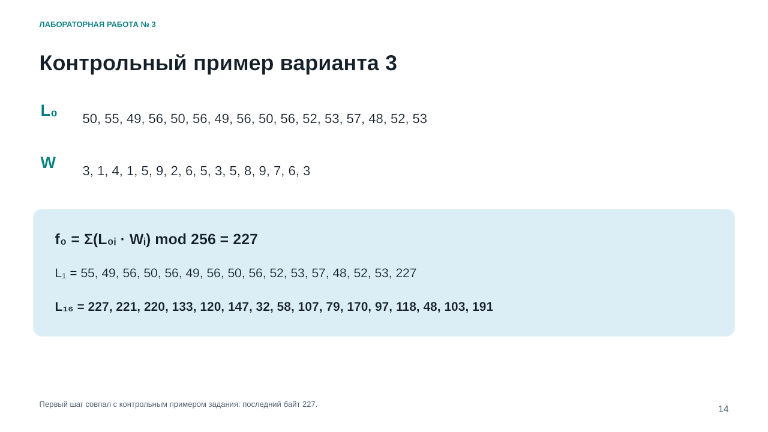 ЛАБОРАТОРНАЯ РАБОТА № 3
Контрольный пример варианта 3
L₀ 50, 55, 49, 56, 50, 56, 49, 56, 50, 56, 52, 53, 57, 48, 52, 53
W 3, 1, 4, 1, 5, 9, 2, 6, 5, 3, 5, 8, 9, 7, 6, 3
f₀ = Σ(L₀ᵢ · Wᵢ) mod 256 = 227
L₁ = 55, 49, 56, 50, 56, 49, 56, 50, 56, 52, 53, 57, 48, 52, 53, 227
L₁₆ = 227, 221, 220, 133, 120, 147, 32, 58, 107, 79, 170, 97, 118, 48, 103, 191
Первый шаг совпал с контрольным примером задания: последний байт 227.
14